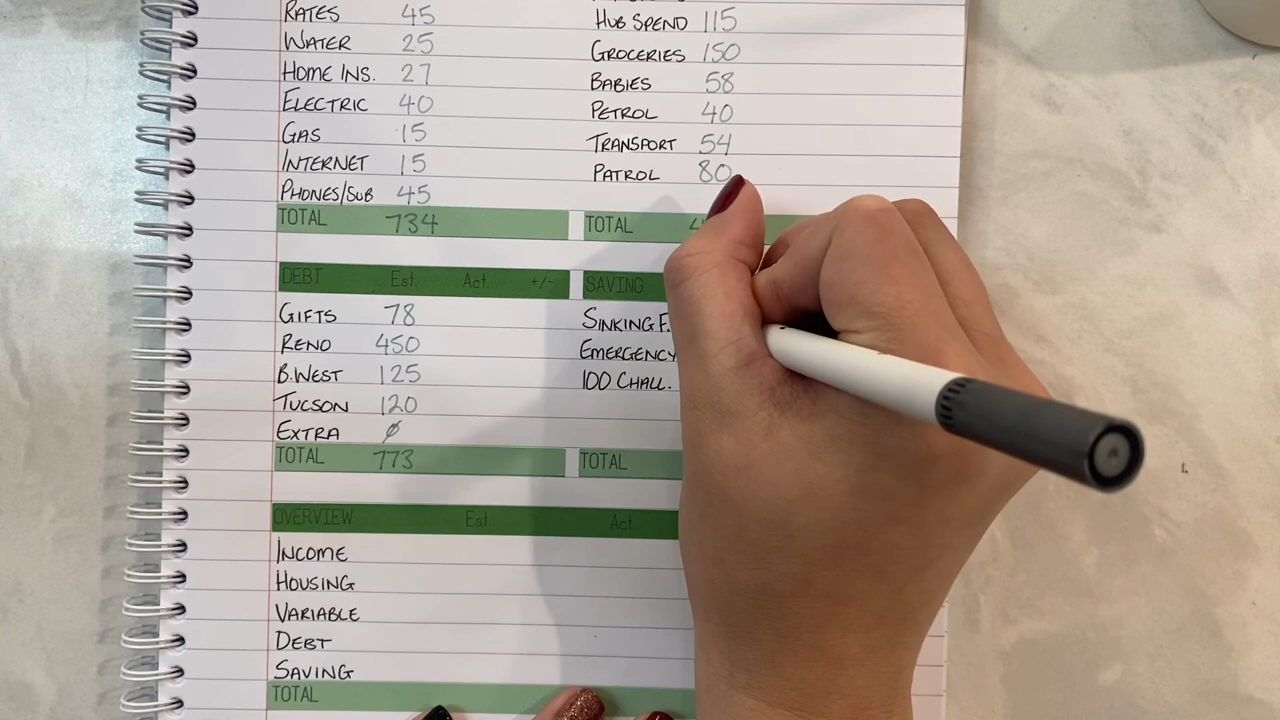 RATES 45
WATER 25
HOME INS. 27
ELECTRIC 40
GAS 15
INTERNET 15
PHONES/SUB 45
TOTAL 734
HUB SPEND 115
GROCERIES 150
BABIES 58
PETROL 40
TRANSPORT 54
PATROL 80
TOTAL 4
DEBT Est. Act. +/-
GIFTS 78
RENO 450
B.WEST 125
TUCSON 120
EXTRA Ø
TOTAL 773
SAVING
SINKING F.
EMERGENCY
100 CHALL.
TOTAL
OVERVIEW Est. Act.
INCOME
HOUSING
VARIABLE
DEBT
SAVING
TOTAL